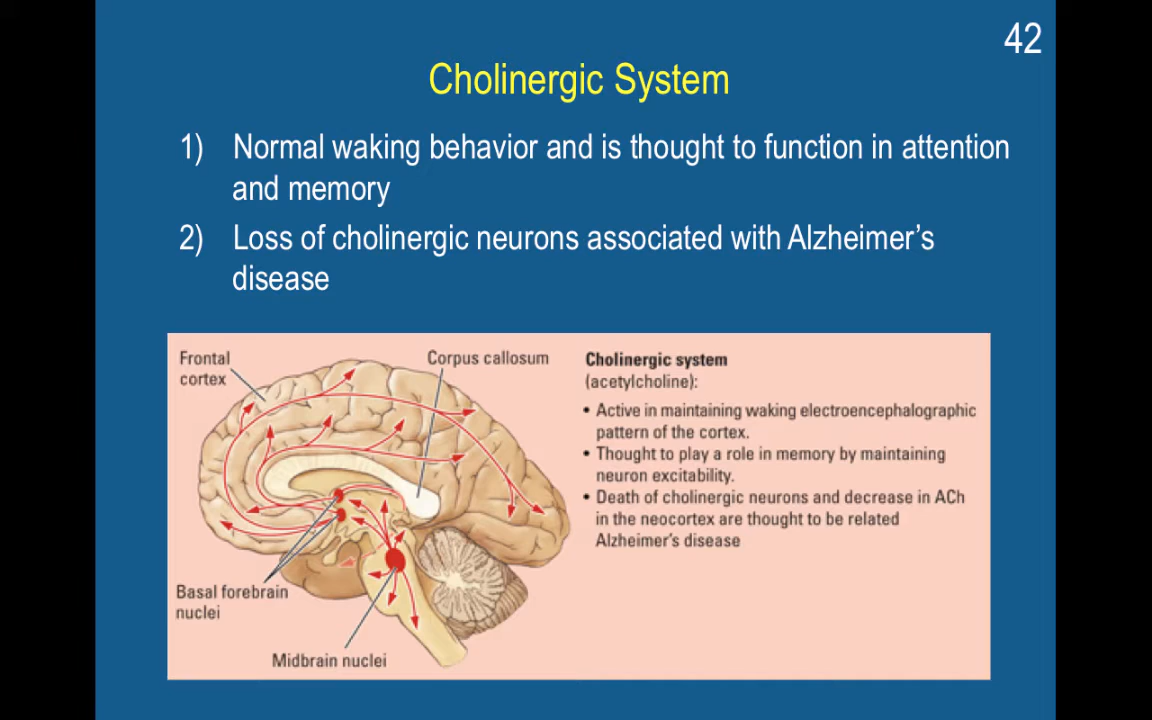 42
Cholinergic System
1) Normal waking behavior and is thought to function in attention
and memory
2) Loss of cholinergic neurons associated with Alzheimer’s
disease
Frontal
cortex
Corpus callosum
Basal forebrain
nuclei
Midbrain nuclei
Cholinergic system
(acetylcholine):
• Active in maintaining waking electroencephalographic
pattern of the cortex.
• Thought to play a role in memory by maintaining
neuron excitability.
• Death of cholinergic neurons and decrease in ACh
in the neocortex are thought to be related
Alzheimer’s disease